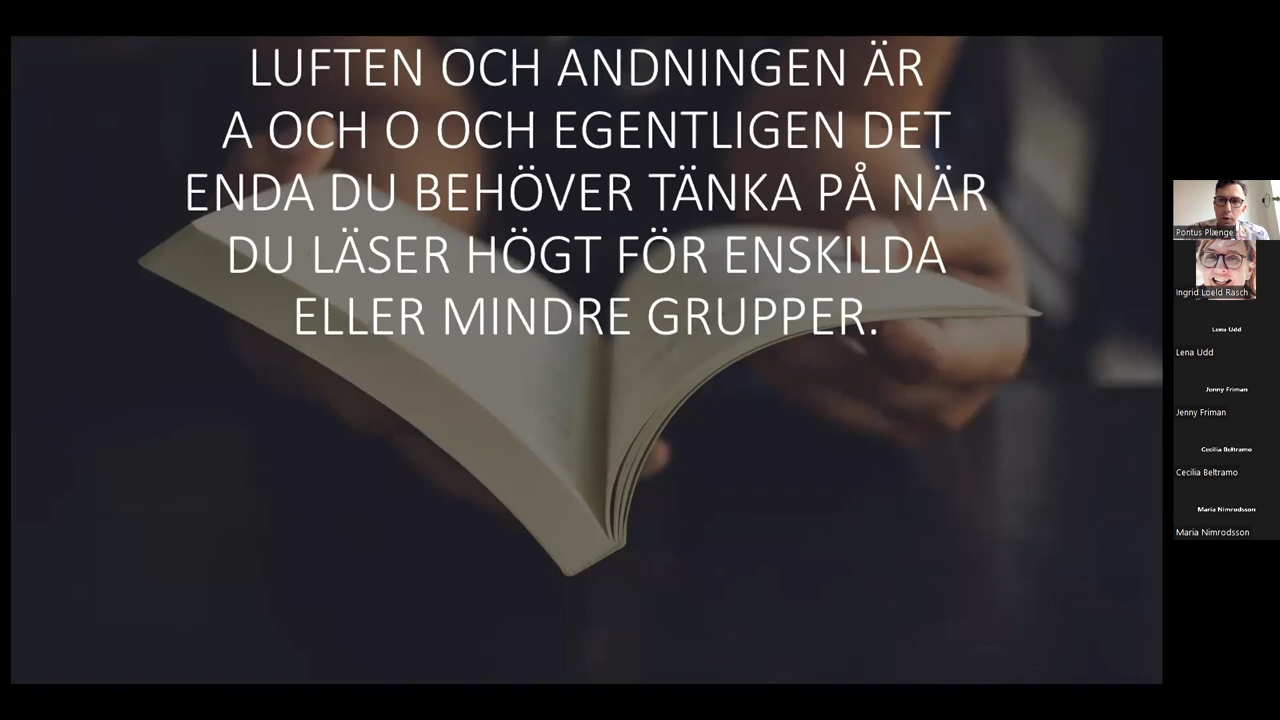 LUFTEN OCH ANDNINGEN ÄR
A OCH O OCH EGENTLIGEN DET
ENDA DU BEHÖVER TÄNKA PÅ NÄR
DU LÄSER HÖGT FÖR ENSKILDA
ELLER MINDRE GRUPPER.
Pontus Plænge
Ingrid Loeld Rasch
Lena Udd
Lena Udd
Jenny Friman
Jenny Friman
Cecilia Beltramo
Cecilia Beltramo
Maria Nimrodsson
Maria Nimrodsson